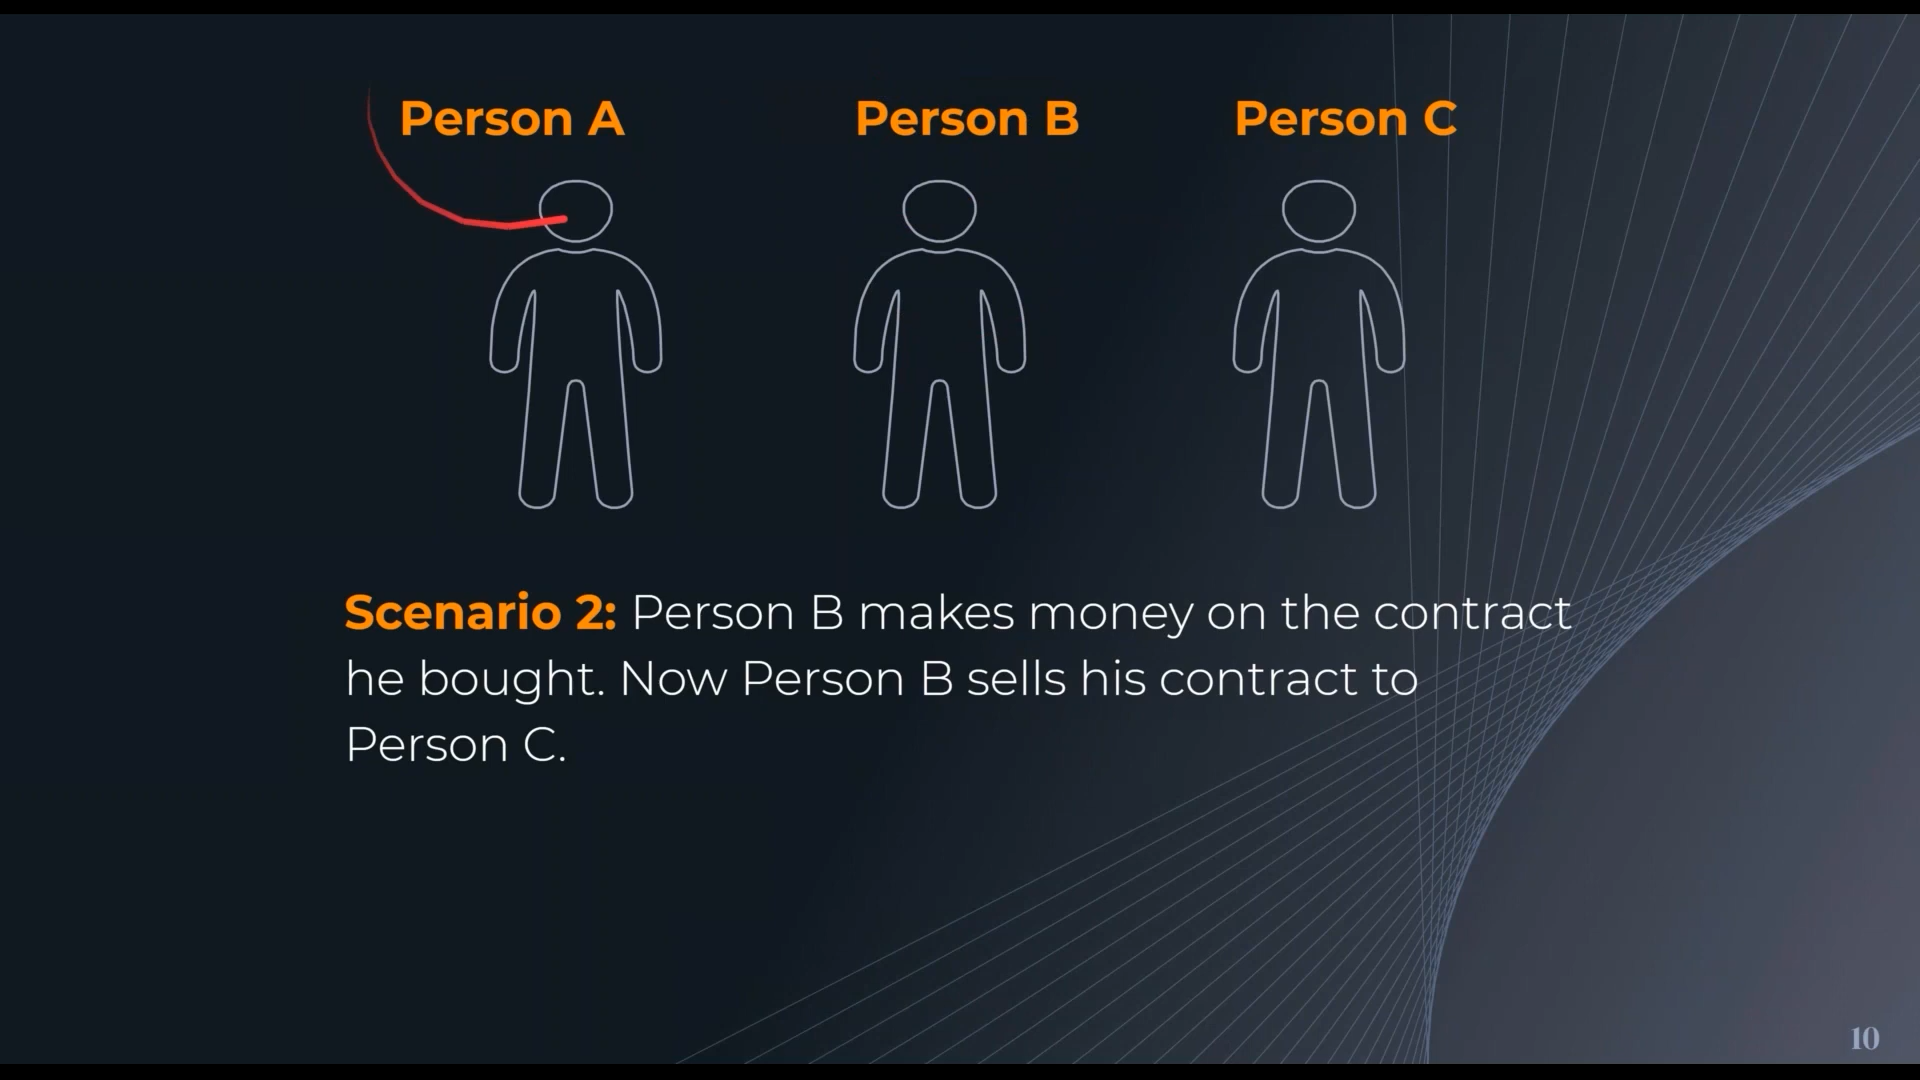 Person A
Person B
Person C
Scenario 2: Person B makes money on the contract
he bought. Now Person B sells his contract to
Person C.
10